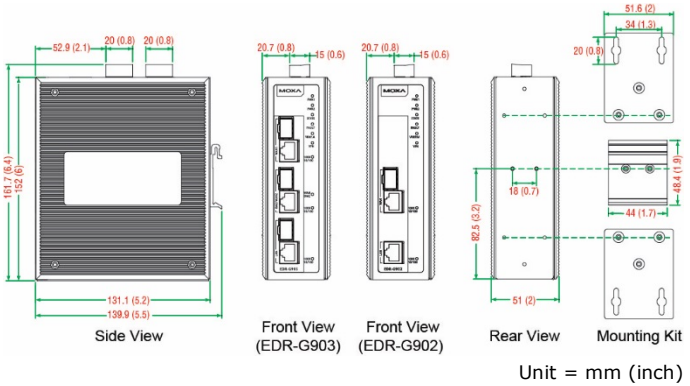 51.6 (2)
34 (1.3)
20 (0.8)
52.9 (2.1)
20 (0.8)
20 (0.8)
20.7 (0.8)
15 (0.6)
20.7 (0.8)
15 (0.6)
MOXA
MOXA
161.7 (6.4)
152 (6)
18 (0.7)
82.5 (3.2)
48.4 (1.9)
44 (1.7)
EDR-G903
EDR-G902
131.1 (5.2)
139.9 (5.5)
51 (2)
Side View
Front View
(EDR-G903)
Front View
(EDR-G902)
Rear View
Mounting Kit
Unit = mm (inch)